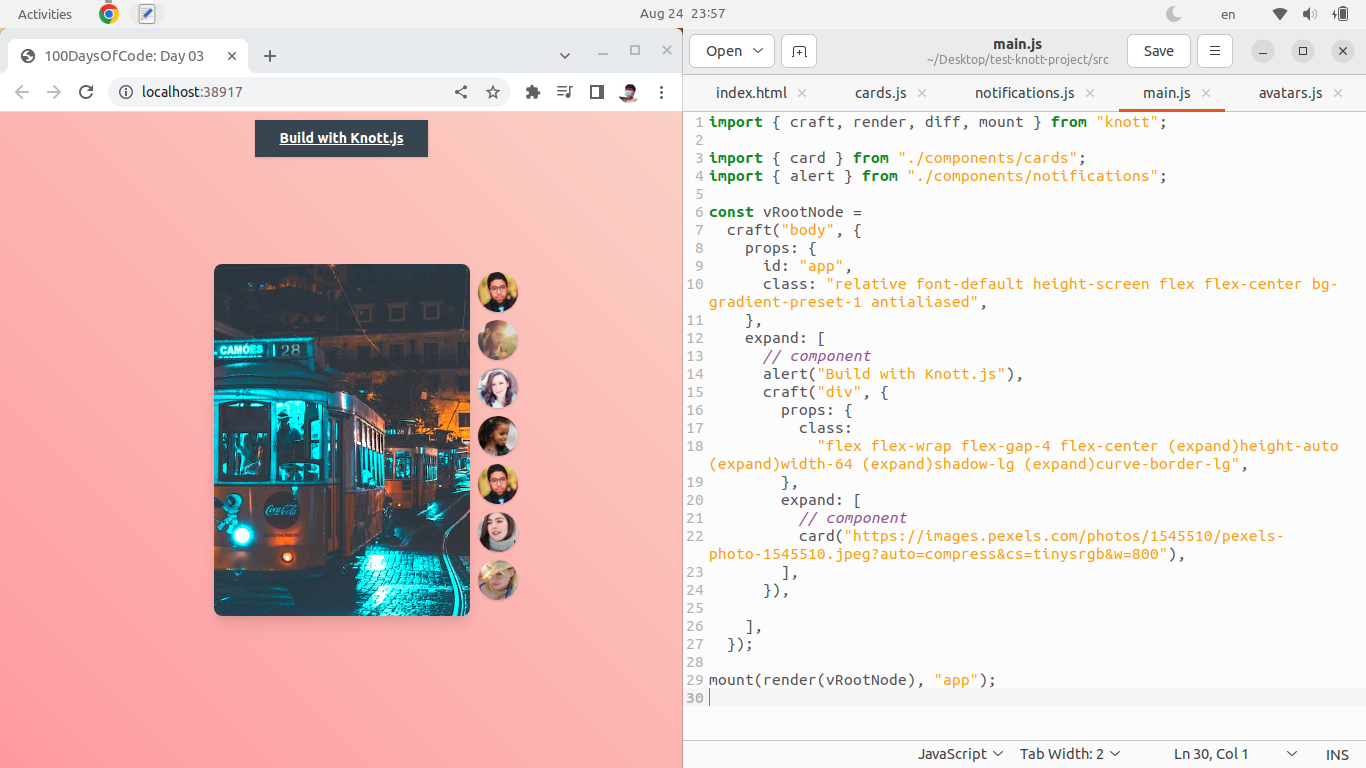 Activities
Aug 24 23:57
en
100DaysOfCode: Day 03
localhost:38917
Build with Knott.js
CAMÕES 28
28
Coca-Cola
Open
main.js
~/Desktop/test-knott-project/src
Save
index.html
cards.js
notifications.js
main.js
avatars.js
1 import { craft, render, diff, mount } from "knott";
2
3 import { card } from "./components/cards";
4 import { alert } from "./components/notifications";
5
6 const vRootNode =
7 craft("body", {
8 props: {
9 id: "app",
10 class: "relative font-default height-screen flex flex-center bg-
gradient-preset-1 antialiased",
11 },
12 expand: [
13 // component
14 alert("Build with Knott.js"),
15 craft("div", {
16 props: {
17 class:
18 "flex flex-wrap flex-gap-4 flex-center (expand)height-auto
(expand)width-64 (expand)shadow-lg (expand)curve-border-lg",
19 },
20 expand: [
21 // component
22 card("https://images.pexels.com/photos/1545510/pexels-
photo-1545510.jpeg?auto=compress&cs=tinysrgb&w=800"),
23 ],
24 }),
25
26 ],
27 });
28
29 mount(render(vRootNode), "app");
30
JavaScript
Tab Width: 2
Ln 30, Col 1
INS